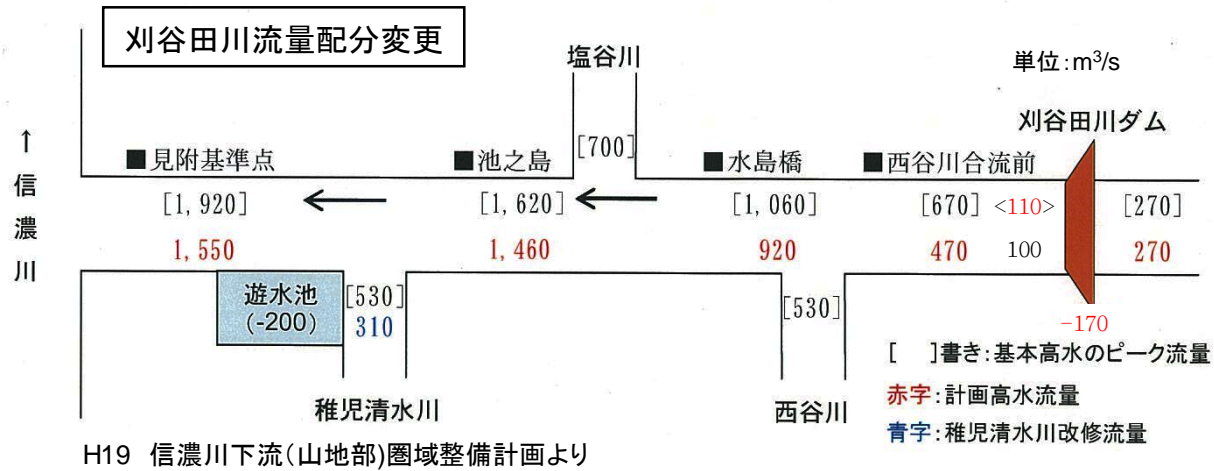 刈谷田川流量配分変更
塩谷川
単位:m³/s
刈谷田川ダム
↑信濃川
■見附基準点
■池之島
[700]
■水島橋
■西谷川合流前
[1,920] ← [1,620] ← [1,060] [670] <110> [270]
1,550 1,460 920 470 100 270
遊水池
(-200)
[530]
310
[530]
-170
稚児清水川
西谷川
[ ]書き:基本高水のピーク流量
赤字:計画高水流量
青字:稚児清水川改修流量
H19 信濃川下流(山地部)圏域整備計画より